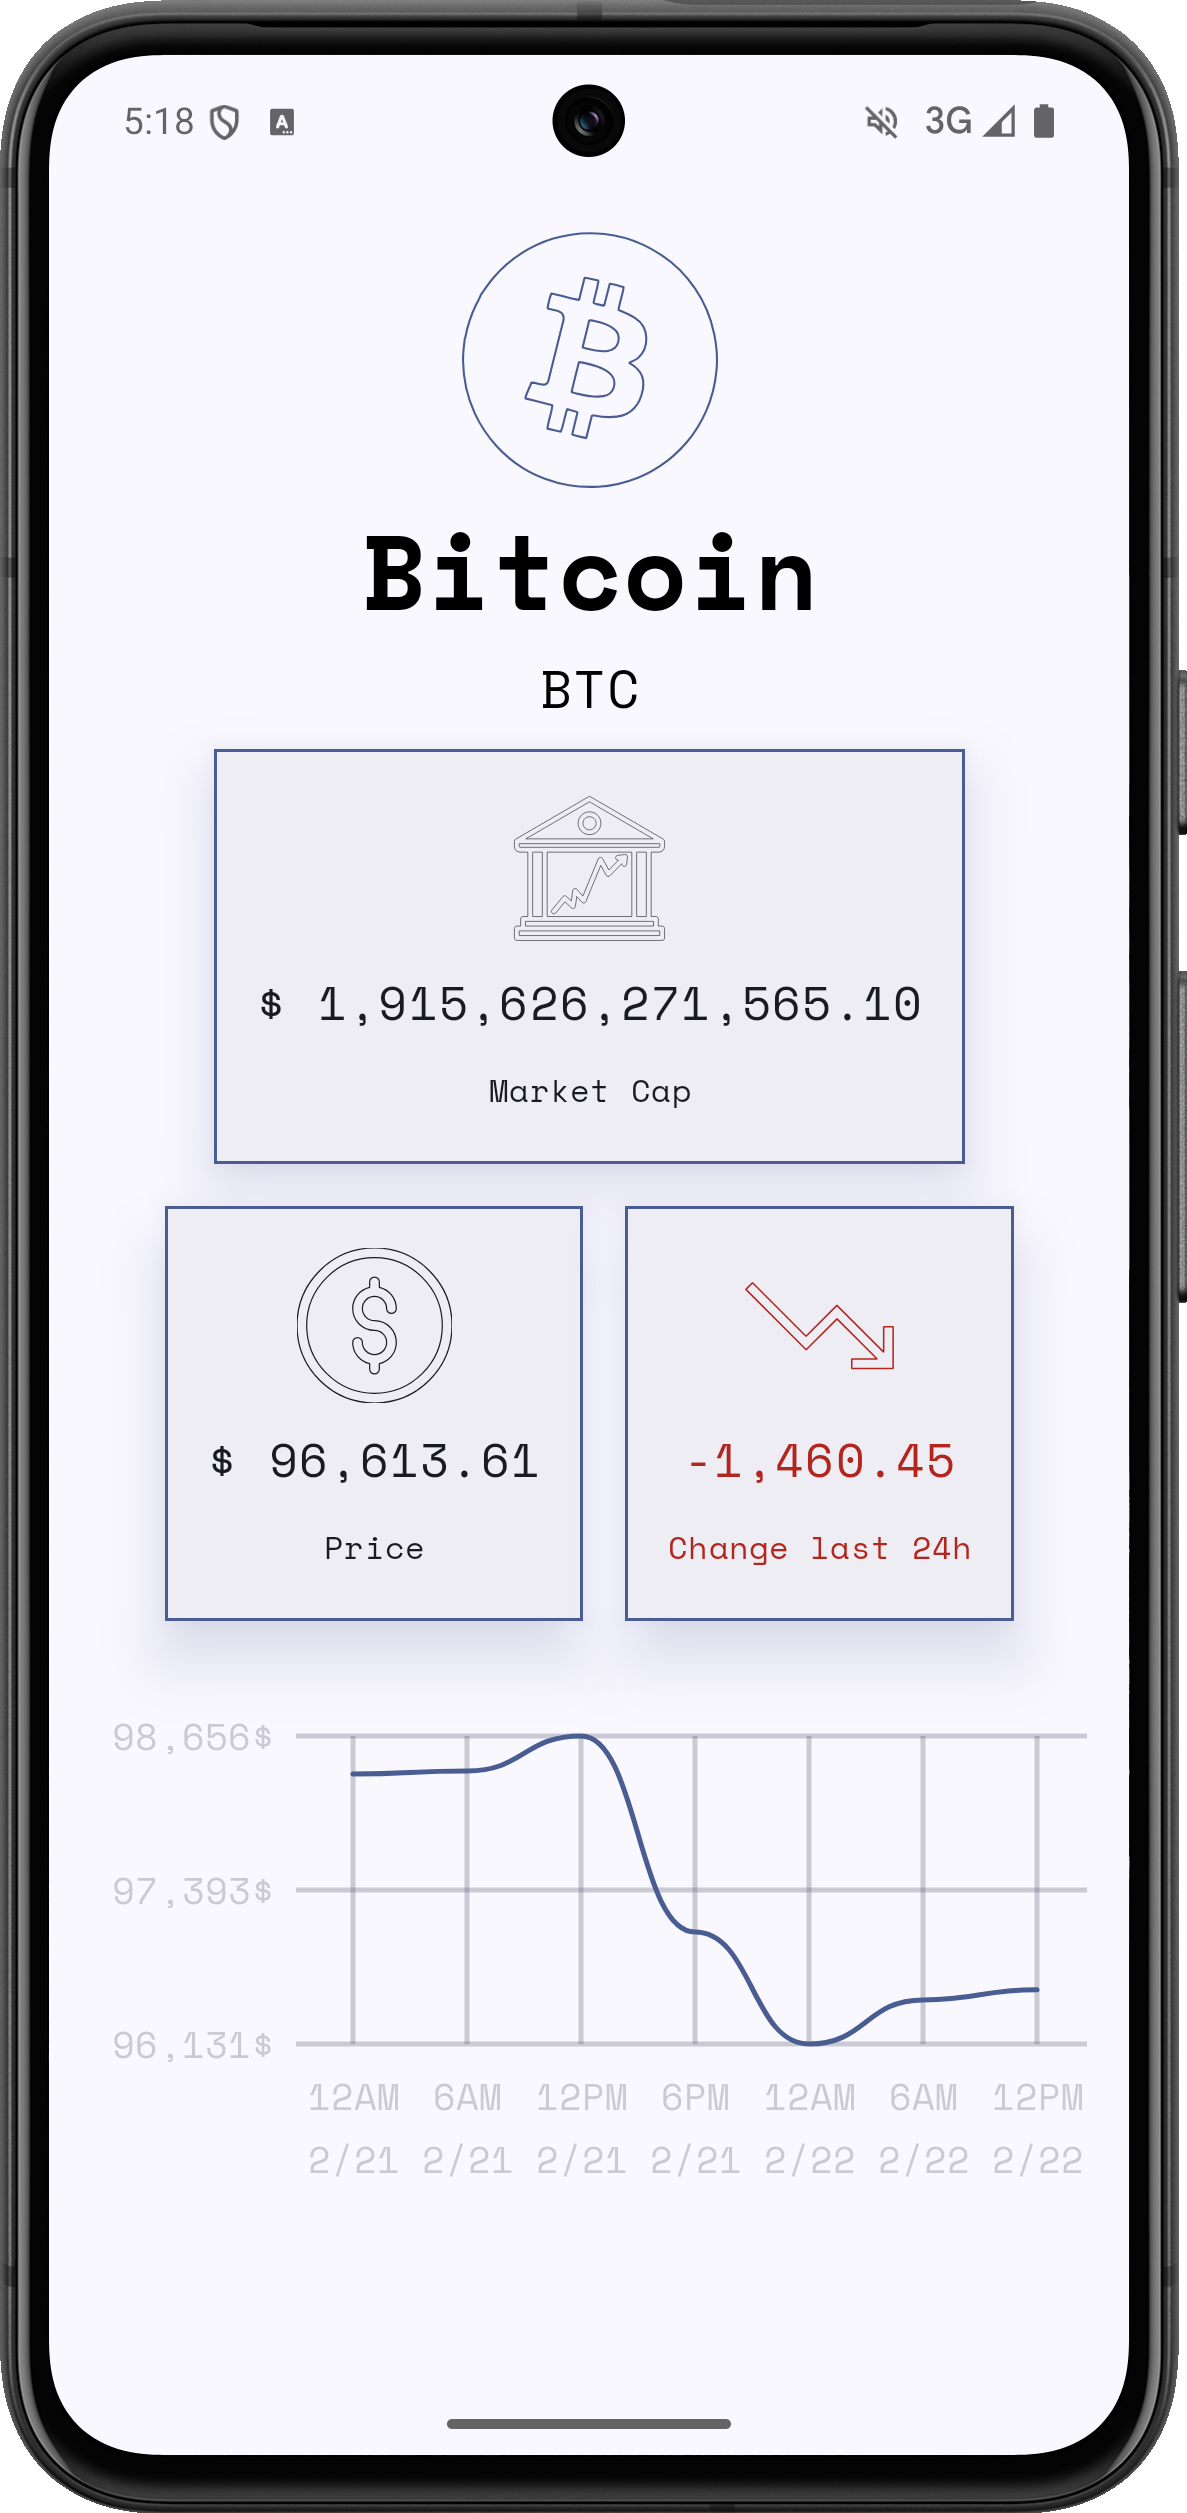 5:18 A 3G
Bitcoin
BTC
$ 1,915,626,271,565.10
Market Cap
$ 96,613.61
Price
-1,460.45
Change last 24h
98,656$
97,393$
96,131$
12AM 6AM 12PM 6PM 12AM 6AM 12PM
2/21 2/21 2/21 2/21 2/22 2/22 2/22